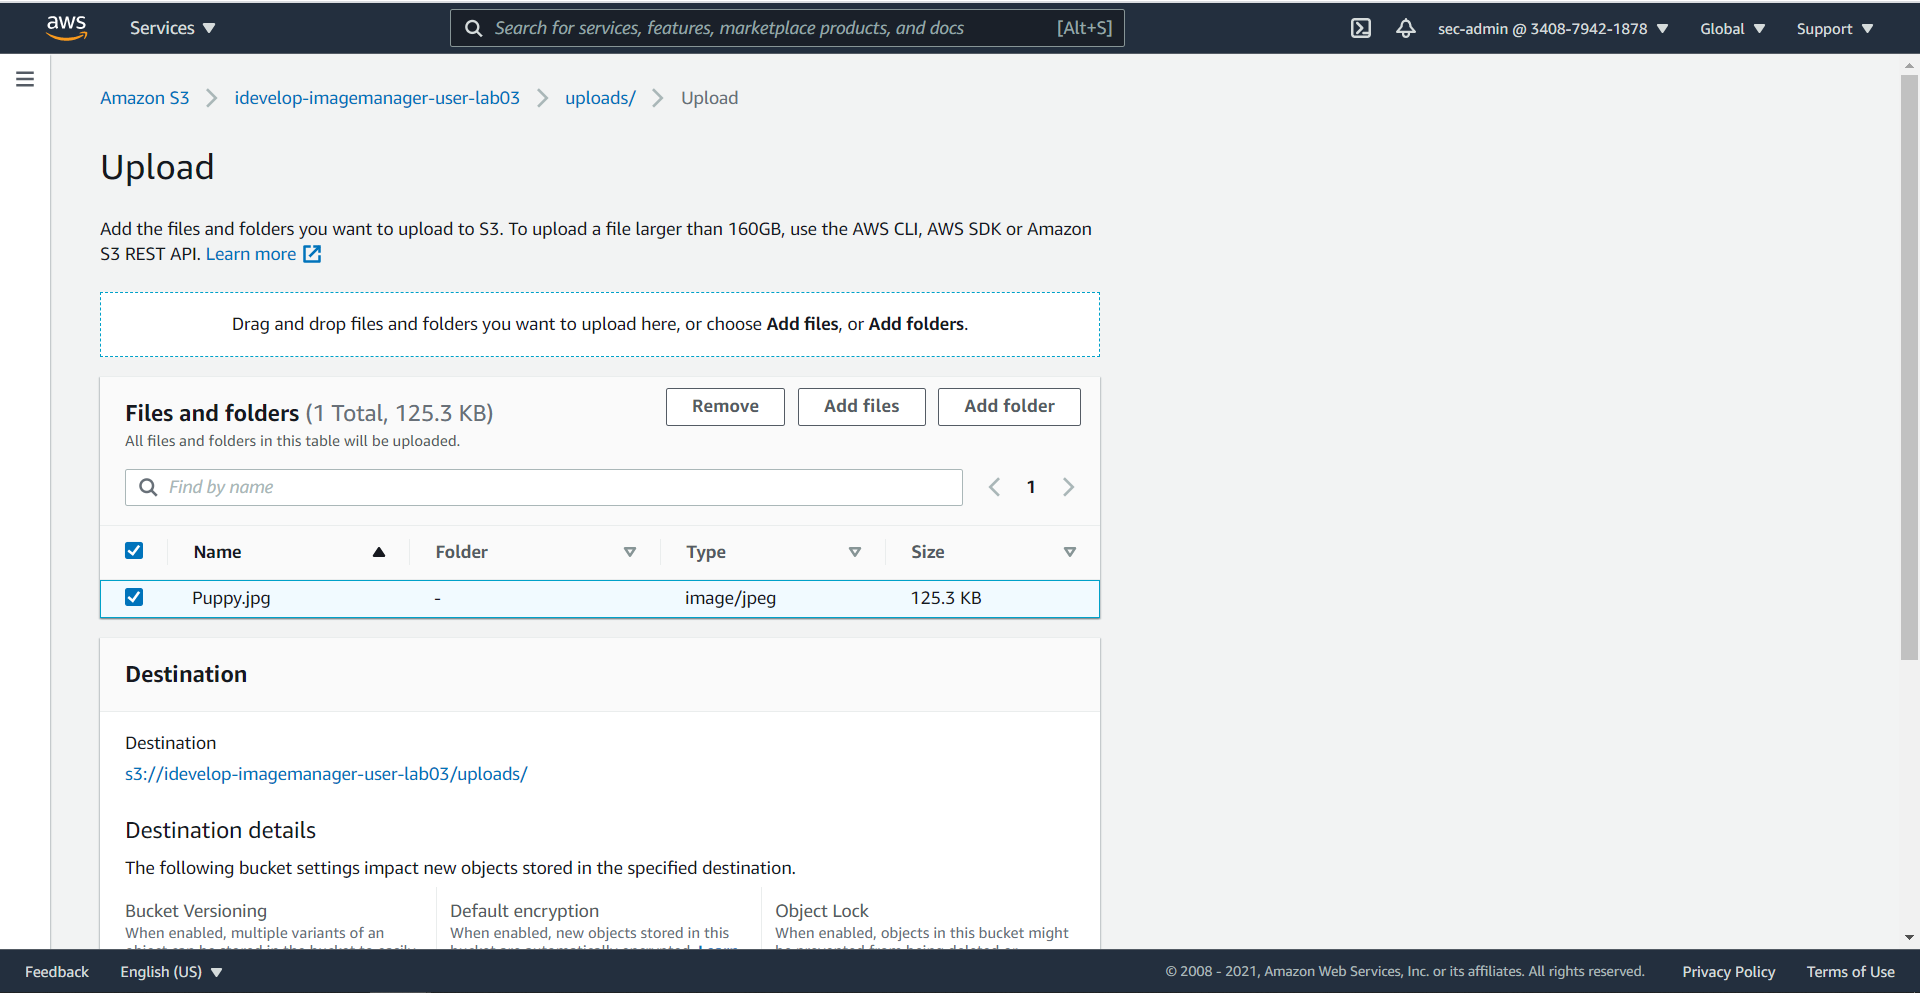 aws
Services
Search for services, features, marketplace products, and docs
[Alt+S]
sec-admin @ 3408-7942-1878
Global
Support
Amazon S3
idevelop-imagemanager-user-lab03
uploads/
Upload
Upload
Add the files and folders you want to upload to S3. To upload a file larger than 160GB, use the AWS CLI, AWS SDK or Amazon
S3 REST API. Learn more
Drag and drop files and folders you want to upload here, or choose Add files, or Add folders.
Files and folders (1 Total, 125.3 KB)
All files and folders in this table will be uploaded.
Remove
Add files
Add folder
Find by name
1
Name
Folder
Type
Size
Puppy.jpg
-
image/jpeg
125.3 KB
Destination
Destination
s3://idevelop-imagemanager-user-lab03/uploads/
Destination details
The following bucket settings impact new objects stored in the specified destination.
Bucket Versioning
When enabled, multiple variants of an
Default encryption
When enabled, new objects stored in this
Object Lock
When enabled, objects in this bucket might
Feedback
English (US)
© 2008 - 2021, Amazon Web Services, Inc. or its affiliates. All rights reserved.
Privacy Policy
Terms of Use